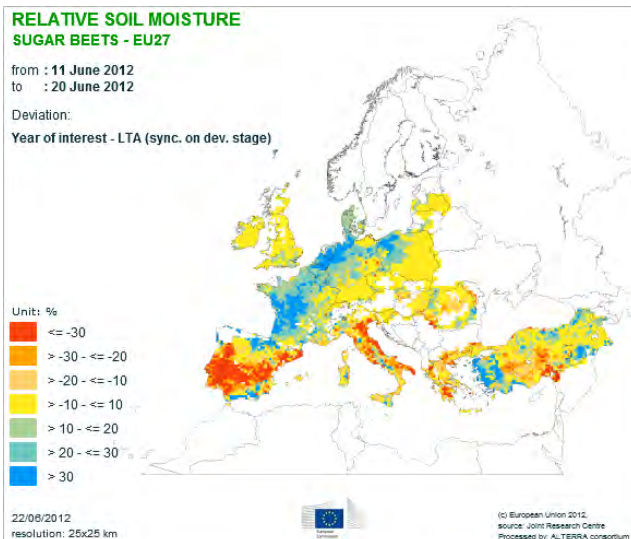 RELATIVE SOIL MOISTURE
SUGAR BEETS - EU27
from : 11 June 2012
to : 20 June 2012
Deviation:
Year of interest - LTA (sync. on dev. stage)
Unit: %
<= -30
> -30 - <= -20
> -20 - <= -10
> -10 - <= 10
> 10 - <= 20
> 20 - <= 30
> 30
22/06/2012
resolution: 25x25 km
European
Commission
(c) European Union 2012,
source: Joint Research Centre
Processed by: ALTERRA consortium